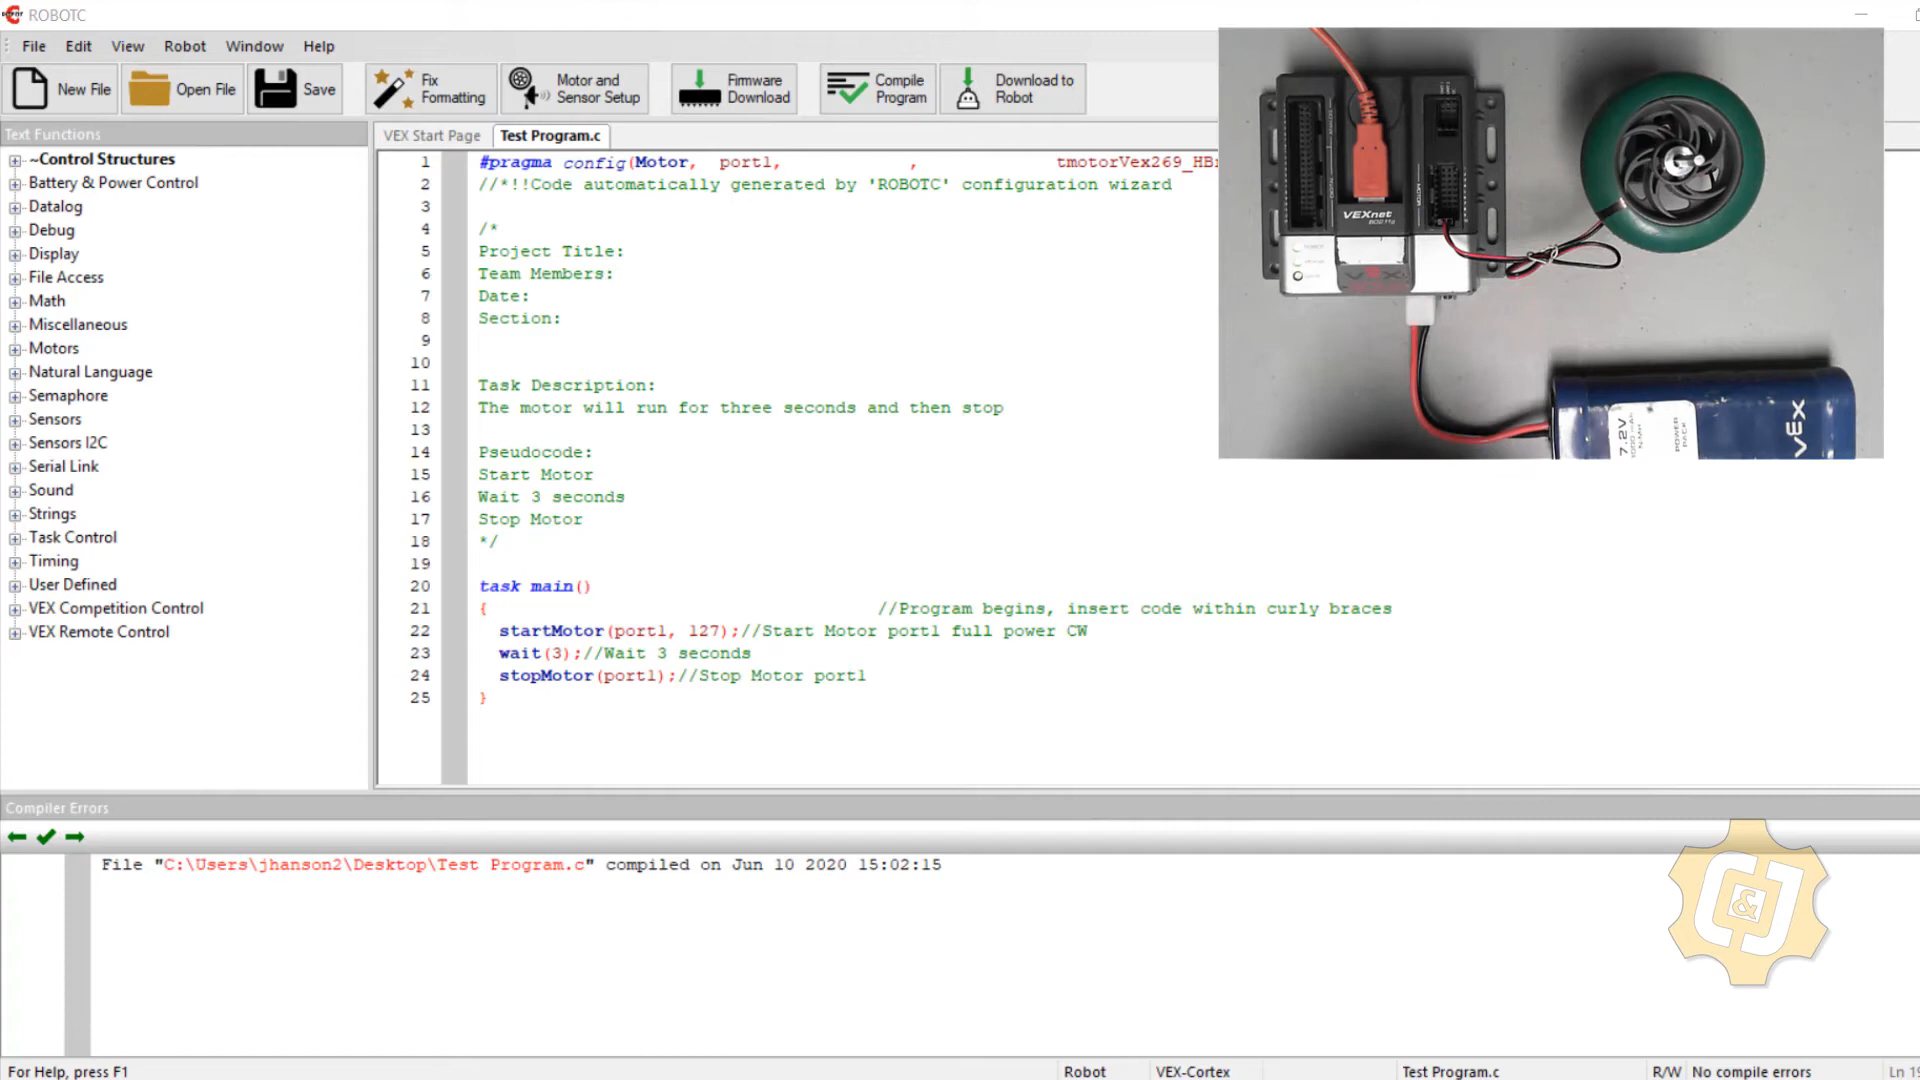 ROBOTC
File Edit View Robot Window Help
New File Open File Save Fix Formatting Motor and Sensor Setup Firmware Download Compile Program Download to Robot
Text Functions
~Control Structures
Battery & Power Control
Datalog
Debug
Display
File Access
Math
Miscellaneous
Motors
Natural Language
Semaphore
Sensors
Sensors I2C
Serial Link
Sound
Strings
Task Control
Timing
User Defined
VEX Competition Control
VEX Remote Control
VEX Start Page Test Program.c
1 #pragma config(Motor, port1, , tmotorVex269_HBr
2 //*!!Code automatically generated by 'ROBOTC' configuration wizard
3
4 /*
5 Project Title:
6 Team Members:
7 Date:
8 Section:
9
10
11 Task Description:
12 The motor will run for three seconds and then stop
13
14 Pseudocode:
15 Start Motor
16 Wait 3 seconds
17 Stop Motor
18 */
19
20 task main()
21 { //Program begins, insert code within curly braces
22 startMotor(port1, 127);//Start Motor port1 full power CW
23 wait(3);//Wait 3 seconds
24 stopMotor(port1);//Stop Motor port1
25 }
VEXnet
MOTOR
VEX
7.2V
POWER PACK
VEX
Compiler Errors
File "C:\Users\jhanson2\Desktop\Test Program.c" compiled on Jun 10 2020 15:02:15
J&J
For Help, press F1 Robot VEX-Cortex Test Program.c R/W No compile errors Ln 19